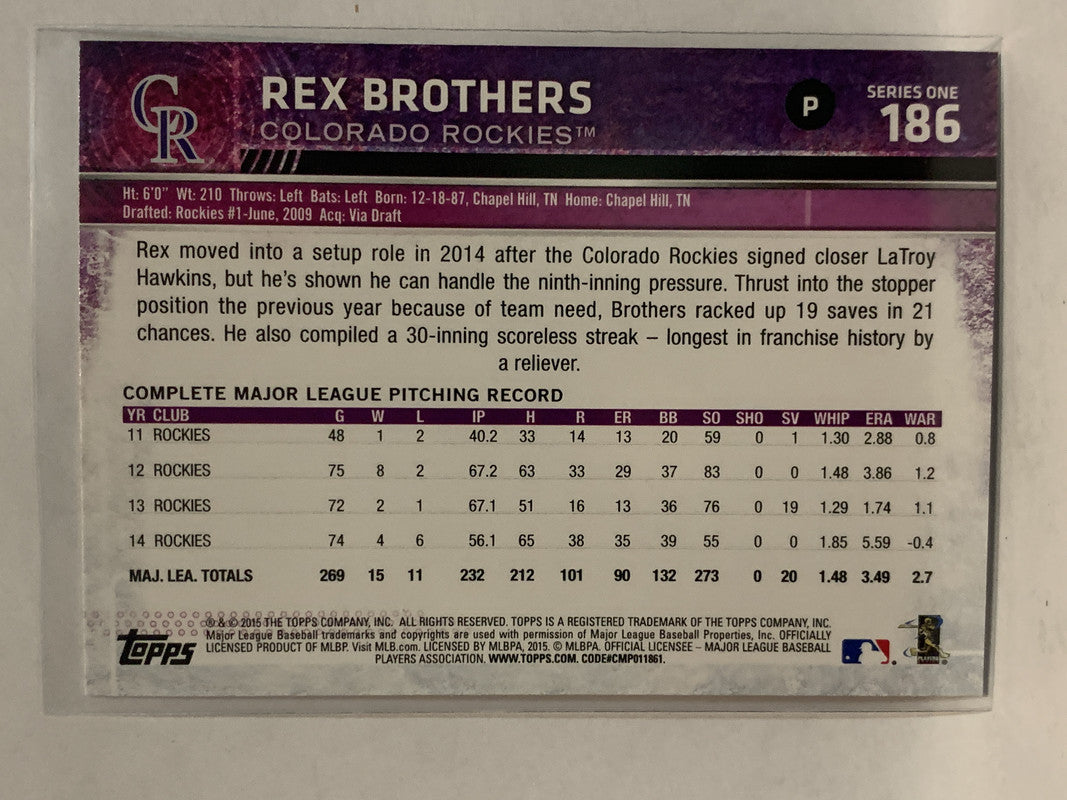 CR
REX BROTHERS
COLORADO ROCKIES™
P
SERIES ONE
186
Ht: 6'0" Wt: 210 Throws: Left Bats: Left Born: 12-18-87, Chapel Hill, TN Home: Chapel Hill, TN
Drafted: Rockies #1-June, 2009 Acq: Via Draft
Rex moved into a setup role in 2014 after the Colorado Rockies signed closer LaTroy
Hawkins, but he's shown he can handle the ninth-inning pressure. Thrust into the stopper
position the previous year because of team need, Brothers racked up 19 saves in 21
chances. He also compiled a 30-inning scoreless streak – longest in franchise history by
a reliever.
COMPLETE MAJOR LEAGUE PITCHING RECORD
YR CLUB G W L IP H R ER BB SO SHO SV WHIP ERA WAR
11 ROCKIES 48 1 2 40.2 33 14 13 20 59 0 1 1.30 2.88 0.8
12 ROCKIES 75 8 2 67.2 63 33 29 37 83 0 0 1.48 3.86 1.2
13 ROCKIES 72 2 1 67.1 51 16 13 36 76 0 19 1.29 1.74 1.1
14 ROCKIES 74 4 6 56.1 65 38 35 39 55 0 0 1.85 5.59 -0.4
MAJ. LEA. TOTALS 269 15 11 232 212 101 90 132 273 0 20 1.48 3.49 2.7
Topps
® & © 2015 THE TOPPS COMPANY, INC. ALL RIGHTS RESERVED. TOPPS IS A REGISTERED TRADEMARK OF THE TOPPS COMPANY, INC.
Major League Baseball trademarks and copyrights are used with permission of Major League Baseball Properties, Inc. OFFICIALLY
LICENSED PRODUCT OF MLBP. Visit MLB.com. LICENSED BY MLBPA, 2015. © MLBPA. OFFICIAL LICENSEE – MAJOR LEAGUE BASEBALL
PLAYERS ASSOCIATION. WWW.TOPPS.COM. CODE#CMP011861.